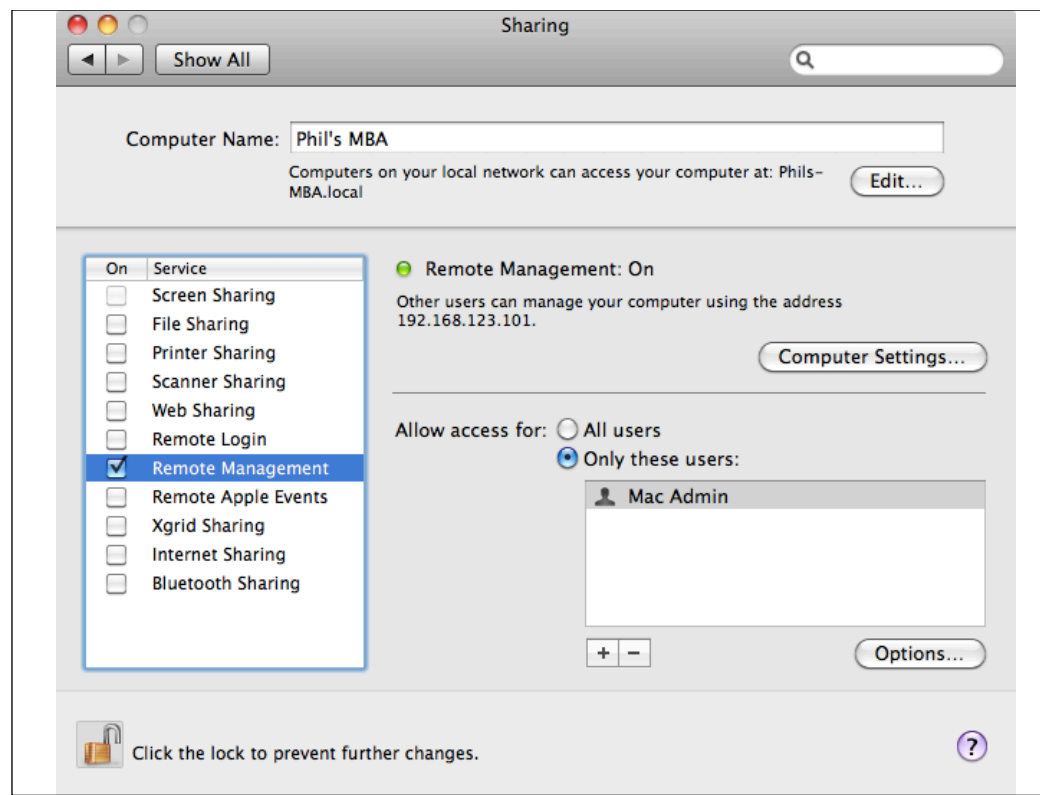 Sharing
Show All
Computer Name: Phil's MBA
Computers on your local network can access your computer at: Phils-
MBA.local
Edit...
On Service
Screen Sharing
File Sharing
Printer Sharing
Scanner Sharing
Web Sharing
Remote Login
Remote Management
Remote Apple Events
Xgrid Sharing
Internet Sharing
Bluetooth Sharing
Remote Management: On
Other users can manage your computer using the address
192.168.123.101.
Computer Settings...
Allow access for: All users
Only these users:
Mac Admin
+ −
Options...
Click the lock to prevent further changes.
?